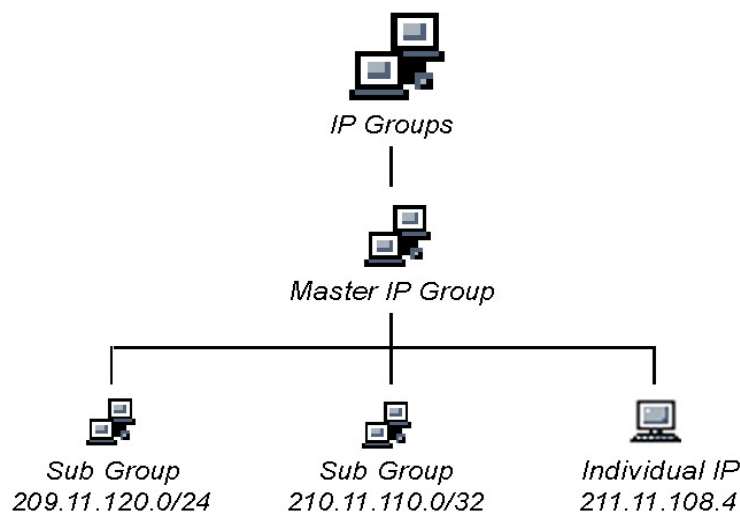 IP Groups
Master IP Group
Sub Group
209.11.120.0/24
Sub Group
210.11.110.0/32
Individual IP
211.11.108.4